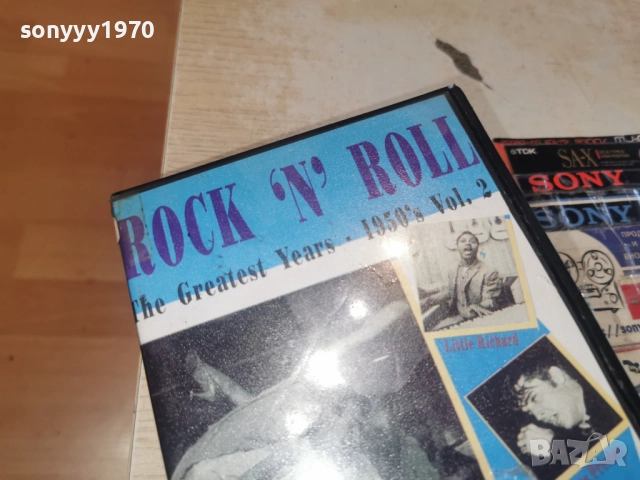 sonyyy1970
ROCK 'N' ROLL
The Greatest Years · 1950's Vol. 2
Little Richard
TDK SA-X
SONY
SONY
BAZAR